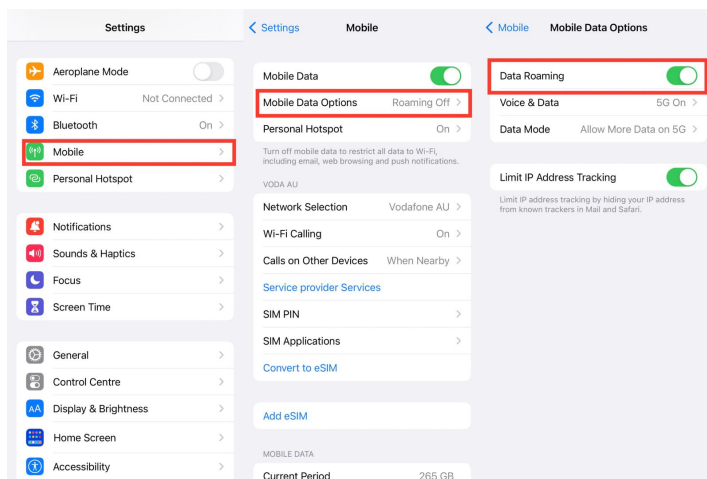 Settings
Aeroplane Mode
Wi-Fi Not Connected
Bluetooth On
Mobile
Personal Hotspot
Notifications
Sounds & Haptics
Focus
Screen Time
General
Control Centre
AA Display & Brightness
Home Screen
Accessibility
Settings Mobile
Mobile Data
Mobile Data Options Roaming Off
Personal Hotspot On
Turn off mobile data to restrict all data to Wi-Fi,
including email, web browsing and push notifications.
VODA AU
Network Selection Vodafone AU
Wi-Fi Calling On
Calls on Other Devices When Nearby
Service provider Services
SIM PIN
SIM Applications
Convert to eSIM
Add eSIM
MOBILE DATA
Current Period 265 GB
Mobile Mobile Data Options
Data Roaming
Voice & Data 5G On
Data Mode Allow More Data on 5G
Limit IP Address Tracking
Limit IP address tracking by hiding your IP address
from known trackers in Mail and Safari.